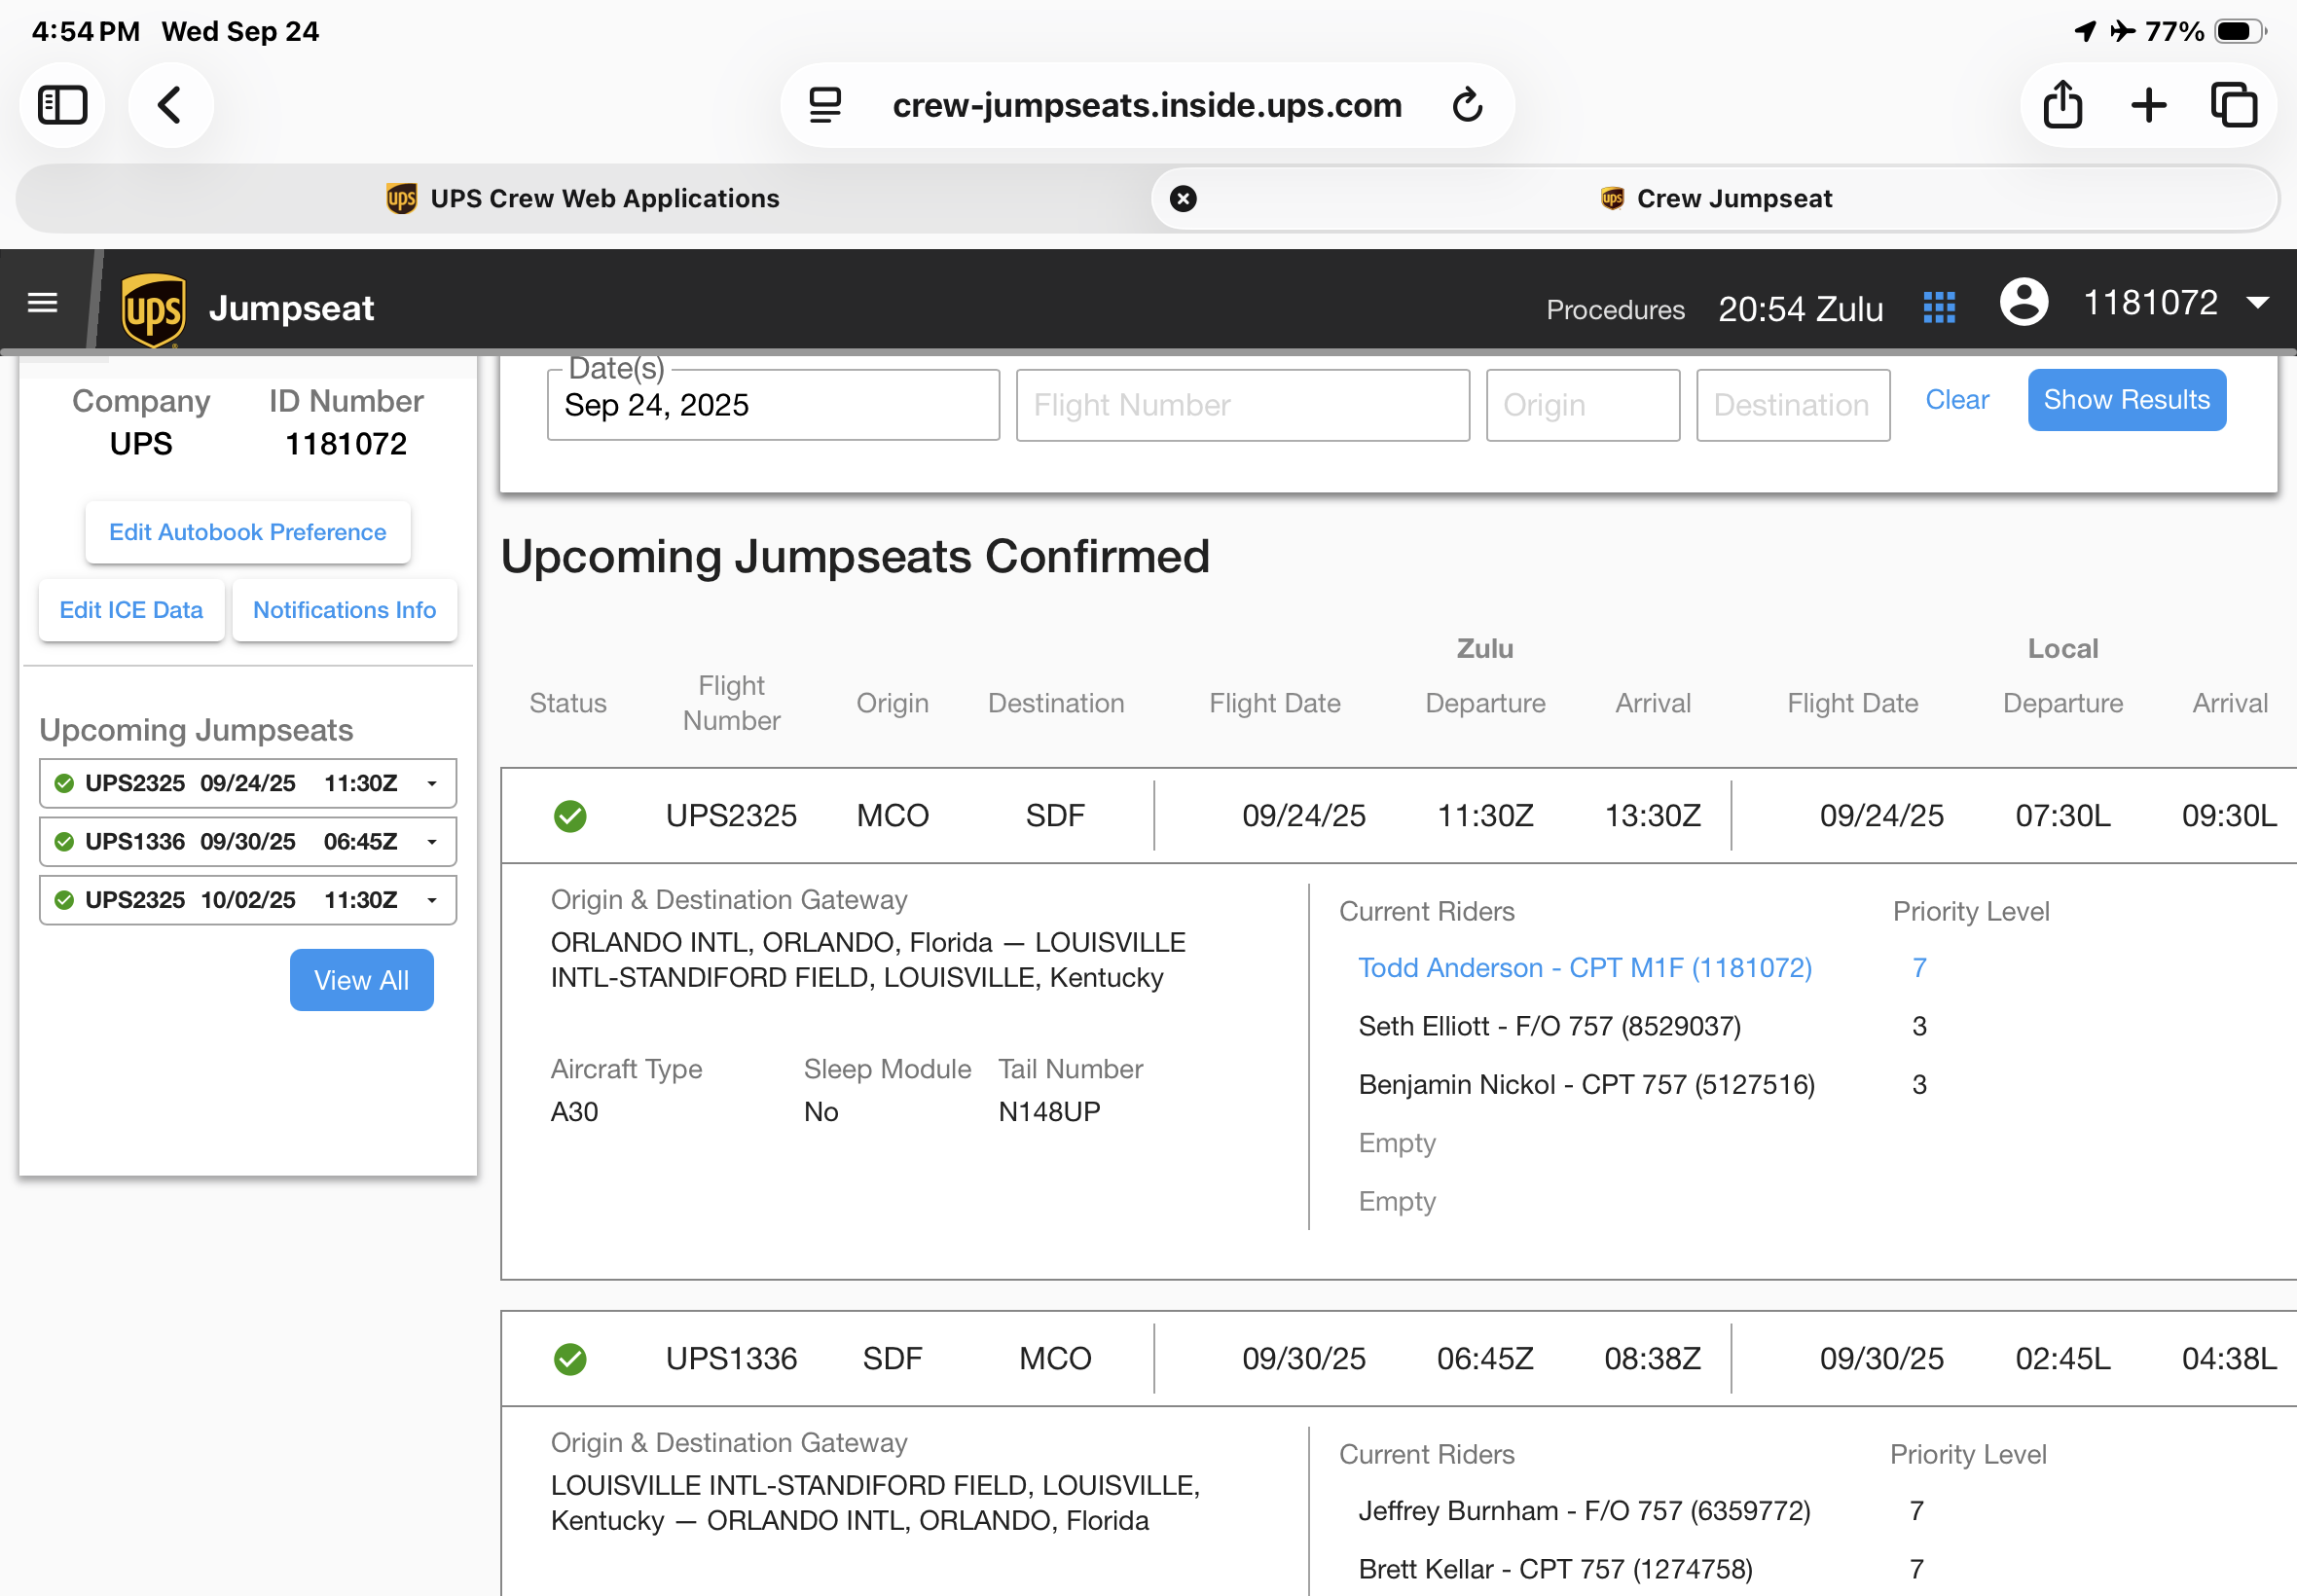 4:54 PM Wed Sep 24
77%
crew-jumpseats.inside.ups.com
ups UPS Crew Web Applications
ups Crew Jumpseat
ups Jumpseat
Procedures 20:54 Zulu 1181072
Company ID Number
UPS 1181072
Edit Autobook Preference
Edit ICE Data Notifications Info
Upcoming Jumpseats
UPS2325 09/24/25 11:30Z
UPS1336 09/30/25 06:45Z
UPS2325 10/02/25 11:30Z
View All
Date(s)
Sep 24, 2025 Flight Number Origin Destination Clear Show Results
Upcoming Jumpseats Confirmed
Zulu Local
Status Flight Number Origin Destination Flight Date Departure Arrival Flight Date Departure Arrival
UPS2325 MCO SDF 09/24/25 11:30Z 13:30Z 09/24/25 07:30L 09:30L
Origin & Destination Gateway
ORLANDO INTL, ORLANDO, Florida — LOUISVILLE
INTL-STANDIFORD FIELD, LOUISVILLE, Kentucky
Aircraft Type Sleep Module Tail Number
A30 No N148UP
Current Riders Priority Level
Todd Anderson - CPT M1F (1181072) 7
Seth Elliott - F/O 757 (8529037) 3
Benjamin Nickol - CPT 757 (5127516) 3
Empty
Empty
UPS1336 SDF MCO 09/30/25 06:45Z 08:38Z 09/30/25 02:45L 04:38L
Origin & Destination Gateway
LOUISVILLE INTL-STANDIFORD FIELD, LOUISVILLE,
Kentucky — ORLANDO INTL, ORLANDO, Florida
Current Riders Priority Level
Jeffrey Burnham - F/O 757 (6359772) 7
Brett Kellar - CPT 757 (1274758) 7